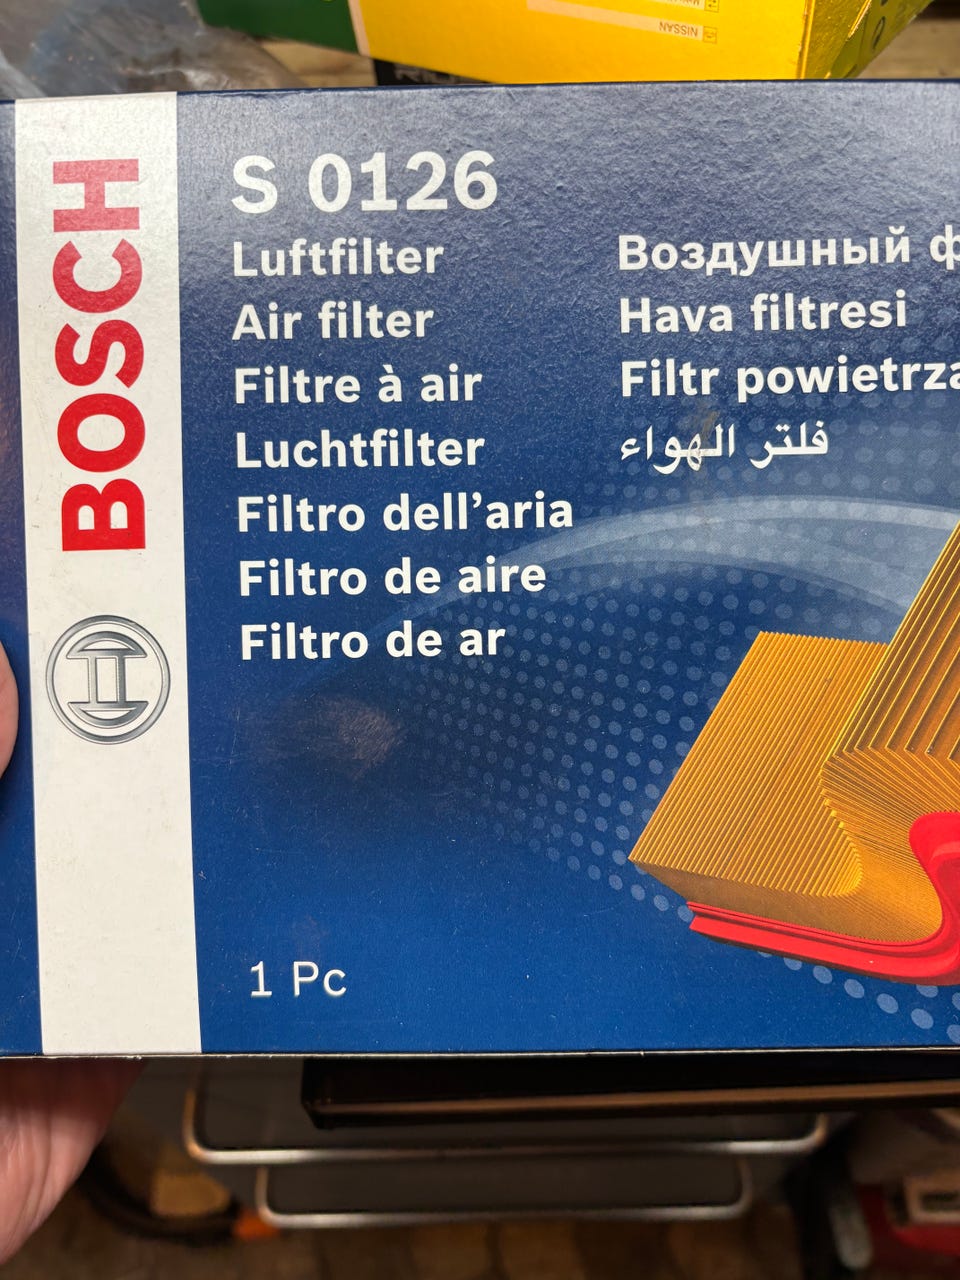 NISSAN
BOSCH
S 0126
Luftfilter
Air filter
Filtre à air
Luchtfilter
Filtro dell’aria
Filtro de aire
Filtro de ar
Воздушный ф
Hava filtresi
Filtr powietrza
فلتر الهواء
1 Pc